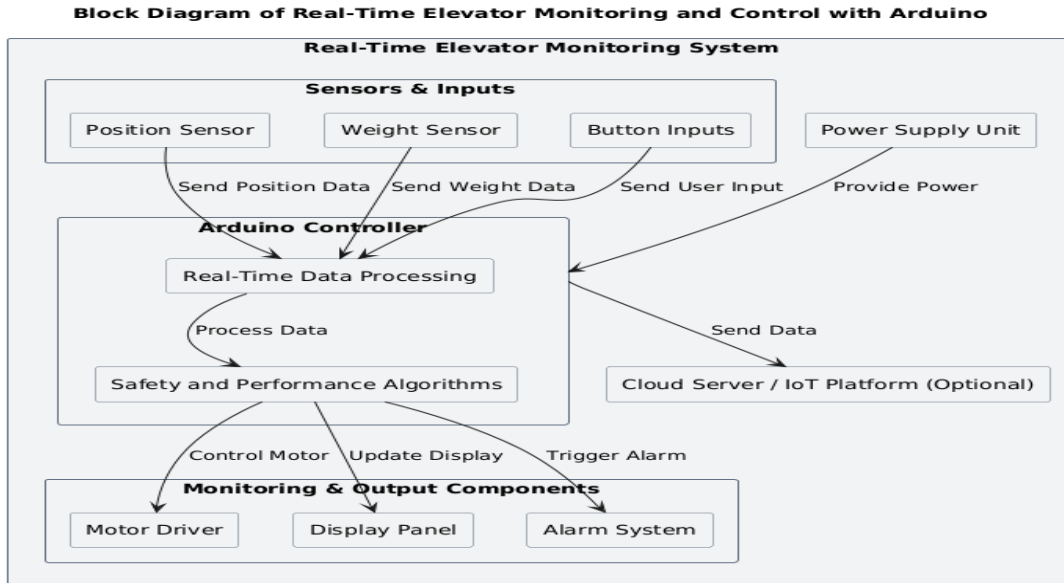 Block Diagram of Real-Time Elevator Monitoring and Control with Arduino
Real-Time Elevator Monitoring System
Sensors & Inputs
Position Sensor
Weight Sensor
Button Inputs
Power Supply Unit
Send Position Data
Send Weight Data
Send User Input
Provide Power
Arduino Controller
Real-Time Data Processing
Process Data
Send Data
Safety and Performance Algorithms
Cloud Server / IoT Platform (Optional)
Control Motor
Update Display
Trigger Alarm
Monitoring & Output Components
Motor Driver
Display Panel
Alarm System